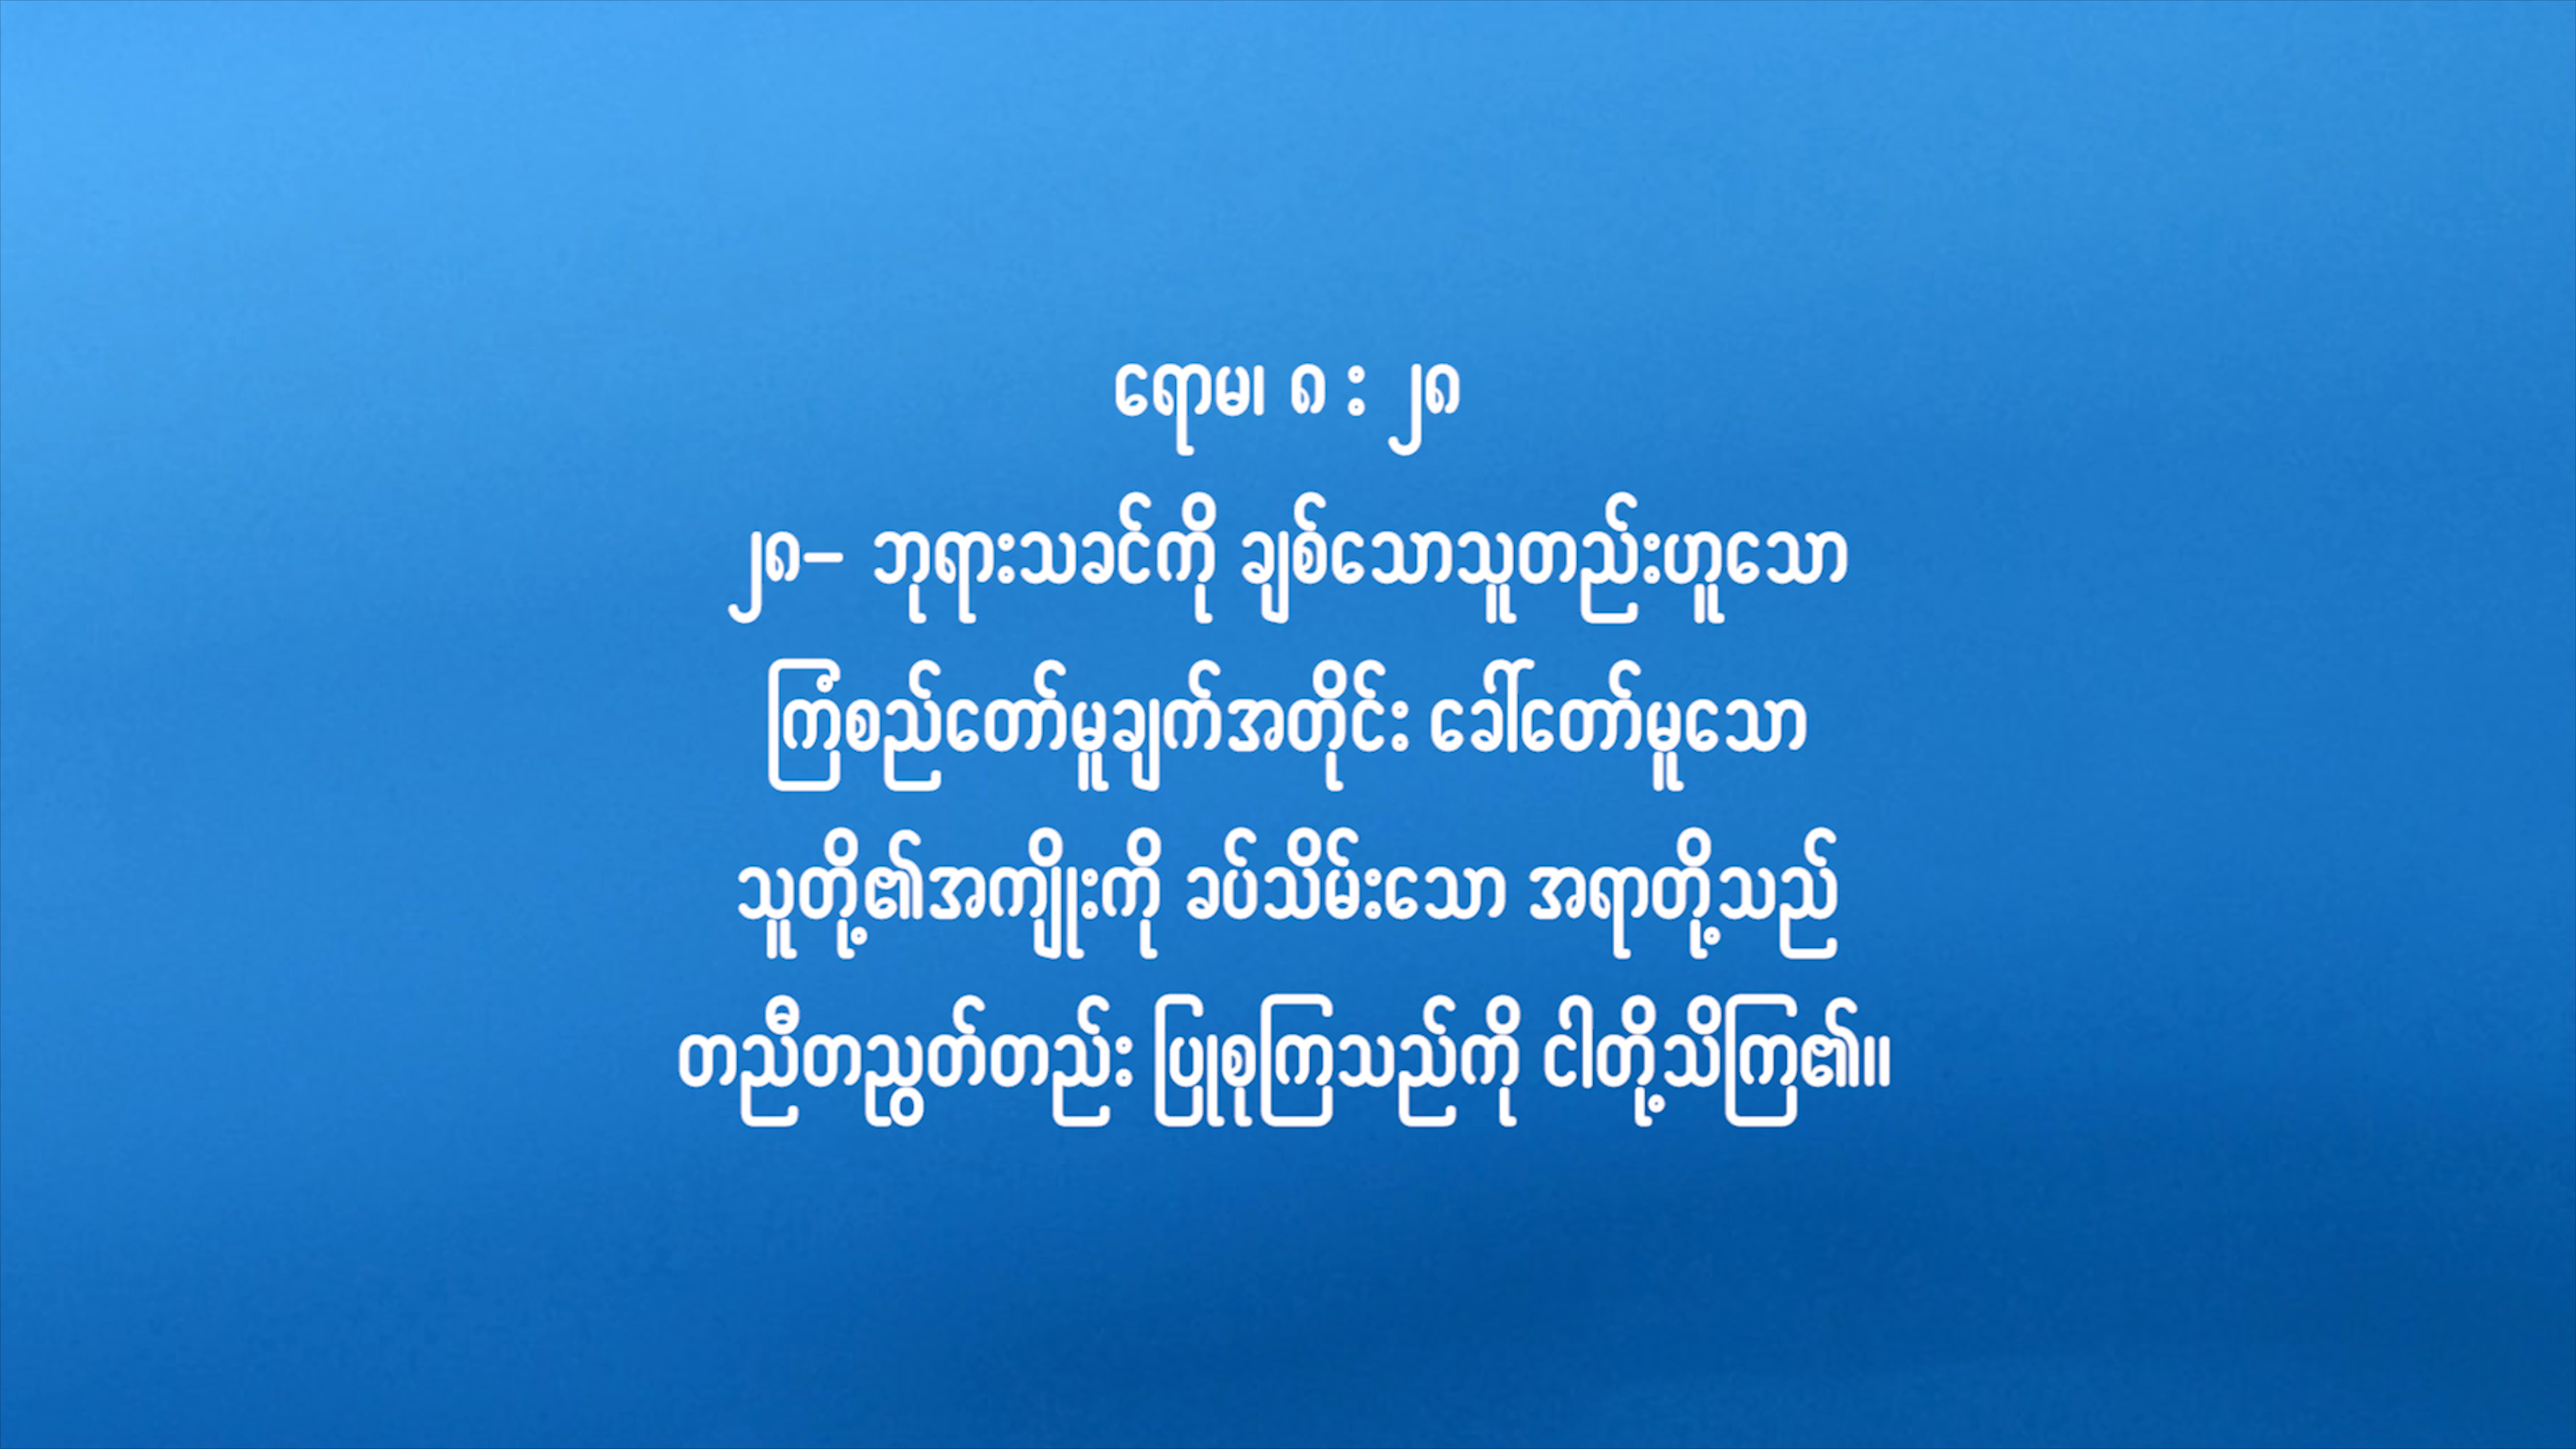 ရောမ၊ ၈ : ၂၈
၂၈– ဘုရားသခင်ကို ချစ်သောသူတည်းဟူသော
ကြံစည်တော်မူချက်အတိုင်း ခေါ်တော်မူသော
သူတို့၏အကျိုးကို ခပ်သိမ်းသော အရာတို့သည်
တညီတညွတ်တည်း ပြုစုကြသည်ကို ငါတို့သိကြ၏။